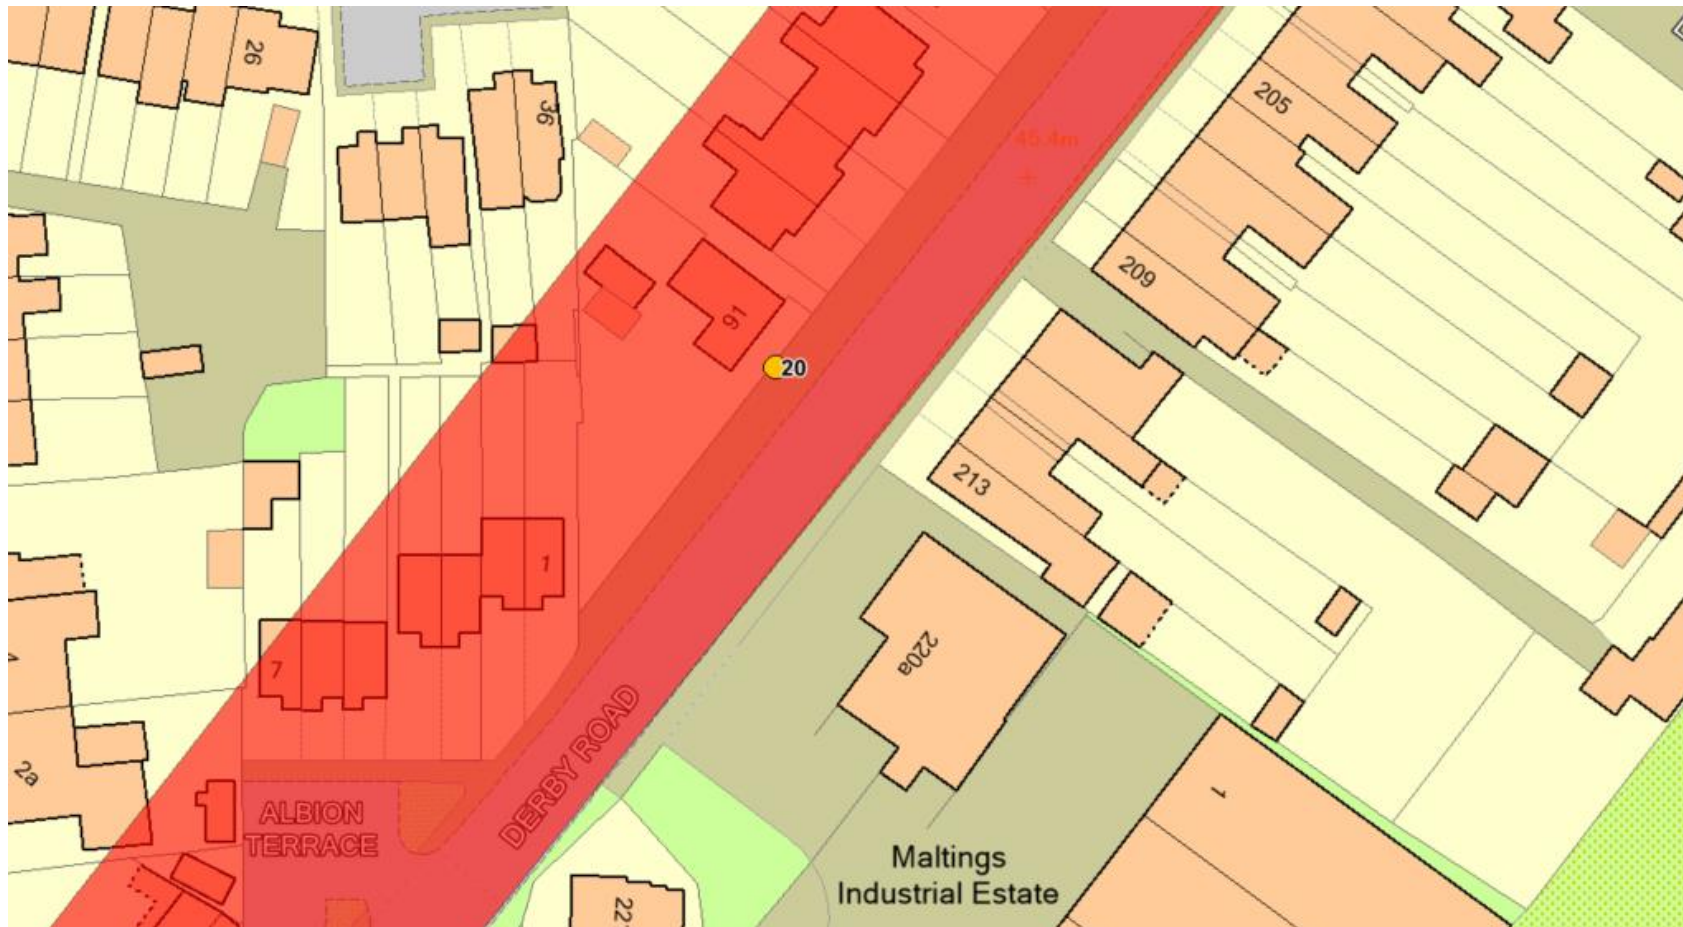 26
36
205
45.4m
209
91
20
213
1
220a
7
2a
DERBY ROAD
ALBION
TERRACE
1
Maltings
Industrial Estate